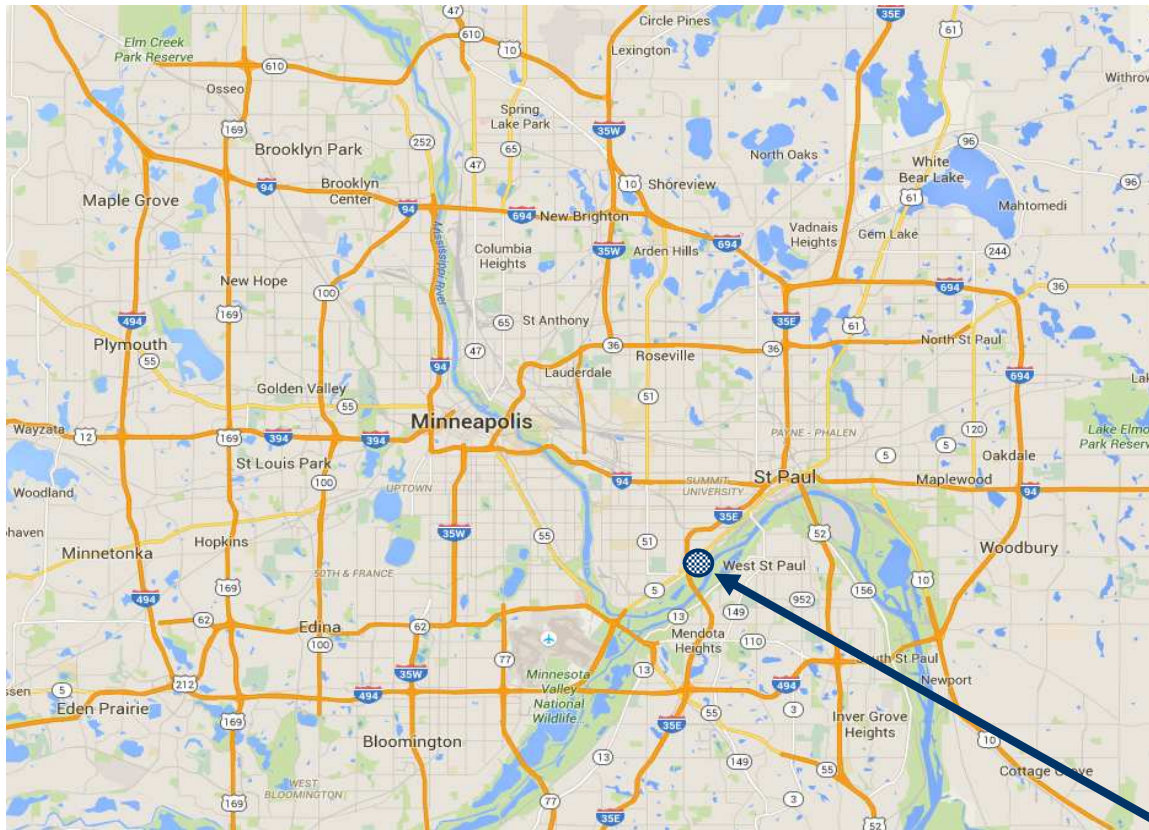 47
Circle Pines
35E
61
Elm Creek
Park Reserve
610
10
Lexington
610
Osseo
Withrow
169
Spring
Lake Park
35W
252
65
47
Brooklyn Park
North Oaks
96
White
Bear Lake
96
94
Brooklyn
Center
10
Shoreview
61
Maple Grove
94
694
New Brighton
Mahtomedi
Mississippi River
Vadnais
Heights
Gem Lake
35W
Arden Hills
694
244
Columbia
Heights
New Hope
100
694
36
169
494
65
St Anthony
35E
61
Plymouth
55
47
36
Roseville
36
North St Paul
94
Lauderdale
694
Golden Valley
55
51
Lak
Minneapolis
Wayzata
12
169
394
394
PAYNE - PHALEN
120
Lake Elmo
Park Reserve
5
5
St Louis Park
Oakdale
100
UPTOWN
94
SUMMIT-
UNIVERSITY
St Paul
Maplewood
94
Woodland
35W
35E
52
haven
Hopkins
55
51
Woodbury
Minnetonka
50TH & FRANCE
West St Paul
10
5
494
952
156
62
Edina
62
13
149
100
Mendota
Heights
110
77
35W
South St Paul
ssen
5
212
Minnesota
Valley
National
Wildlife...
13
494
Newport
Eden Prairie
494
55
3
169
35E
Inver Grove
Heights
Bloomington
10
13
149
55
Cottage Grove
WEST
BLOOMINGTON
169
77
35E
3
52